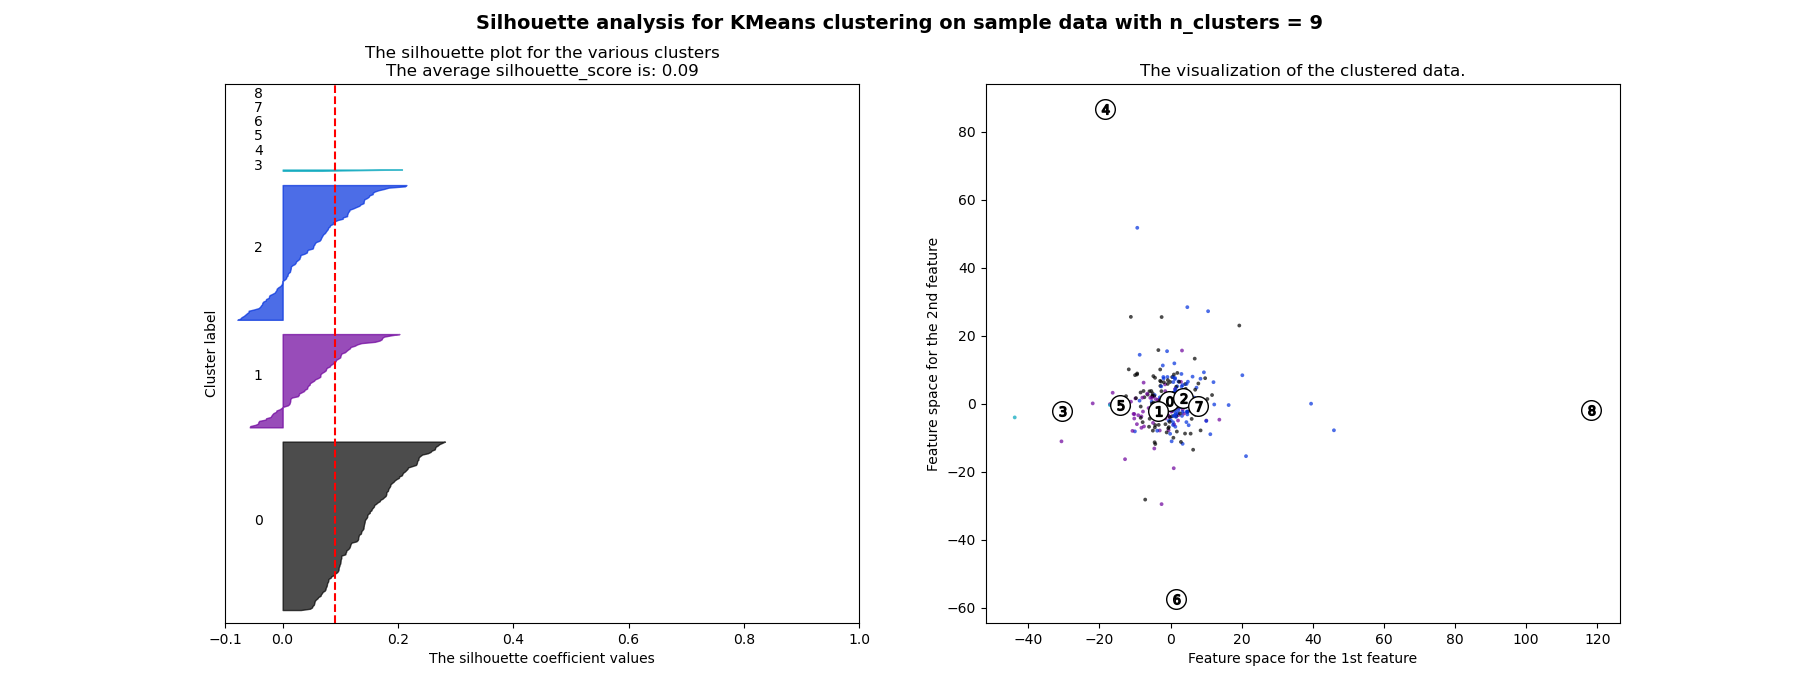 Silhouette analysis for KMeans clustering on sample data with n_clusters = 9
The silhouette plot for the various clusters
The average silhouette_score is: 0.09
8
7
6
5
4
3
2
1
0
Cluster label
−0.1 0.0 0.2 0.4 0.6 0.8 1.0
The silhouette coefficient values
The visualization of the clustered data.
80
60
40
20
0
−20
−40
−60
Feature space for the 2nd feature
4
3
5
1
0
2
7
8
6
−40 −20 0 20 40 60 80 100 120
Feature space for the 1st feature